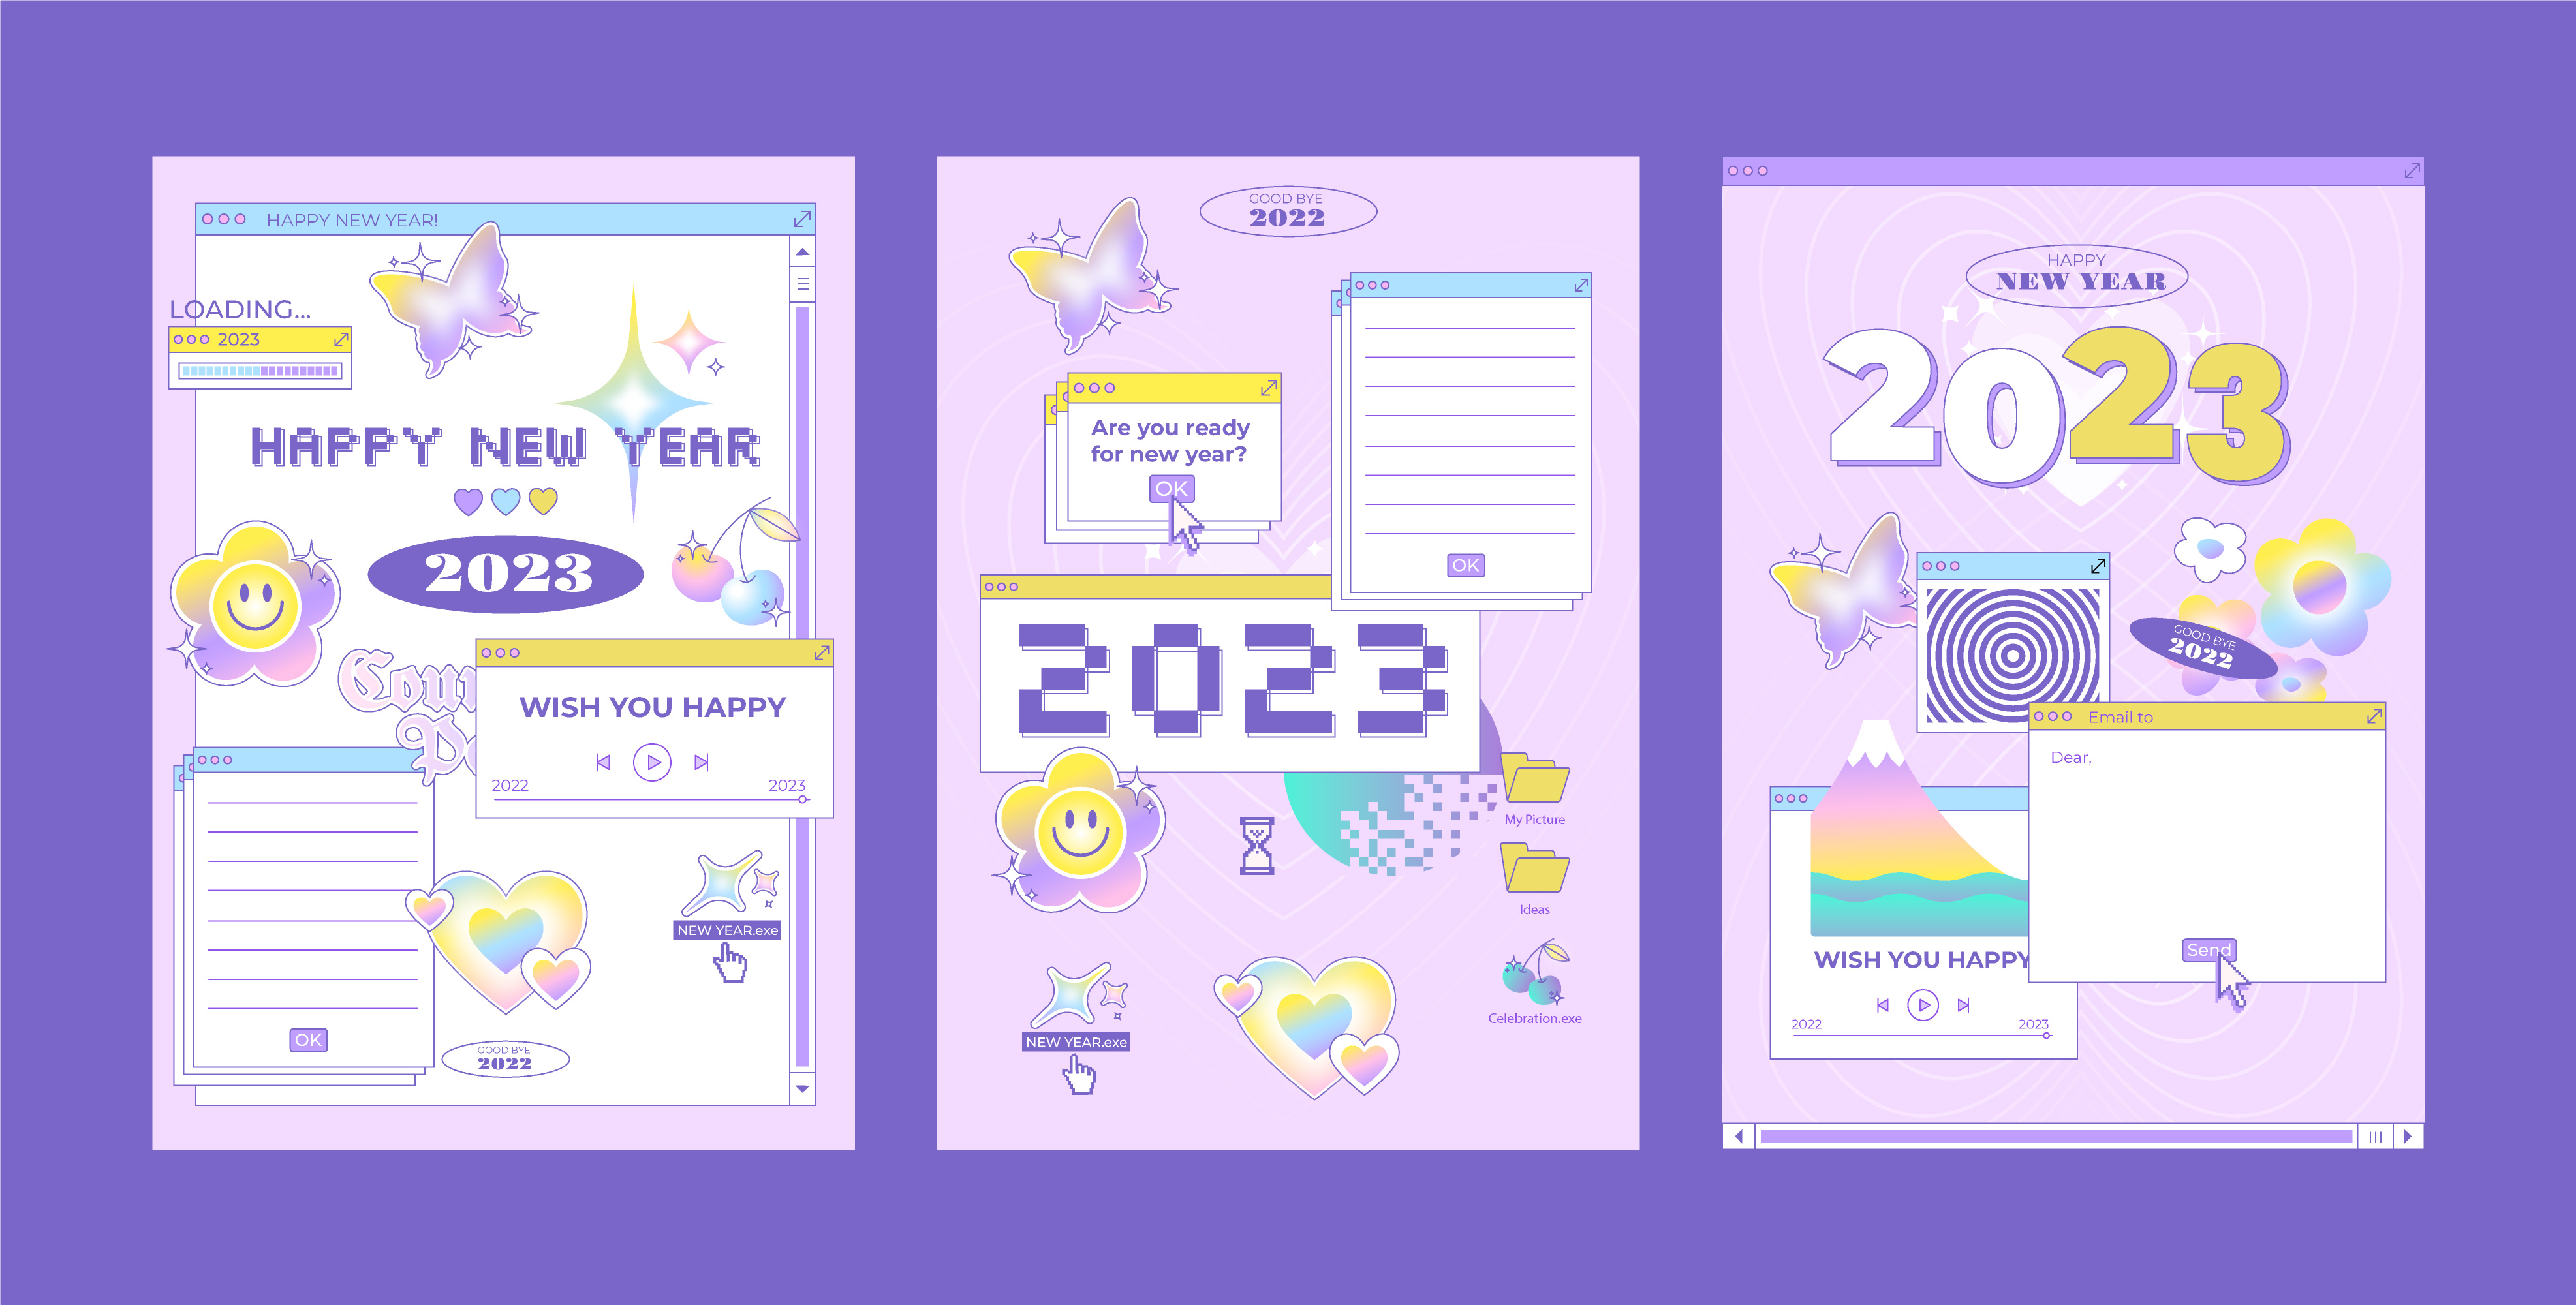 HAPPY NEW YEAR!
LOADING...
2023
HAPPY NEW YEAR
2023
WISH YOU HAPPY
2022 2023
OK
NEW YEAR.exe
GOOD BYE
2022
GOOD BYE
2022
Are you ready
for new year?
OK
OK
2023
My Picture
Ideas
Celebration.exe
NEW YEAR.exe
HAPPY
NEW YEAR
2023
GOOD BYE
2022
Email to
Dear,
Send
WISH YOU HAPPY
2022 2023